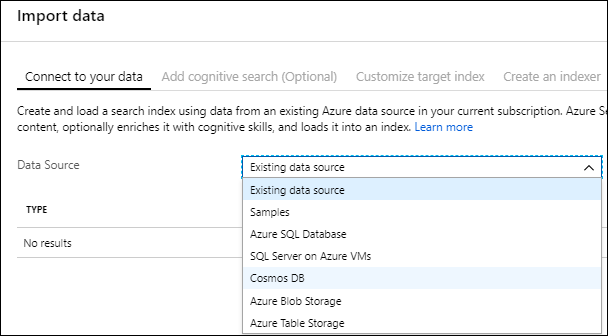 Import data
Connect to your data Add cognitive search (Optional) Customize target index Create an indexer
Create and load a search index using data from an existing Azure data source in your current subscription. Azure Se
content, optionally enriches it with cognitive skills, and loads it into an index. Learn more
Data Source Existing data source
Existing data source
TYPE
Samples
Azure SQL Database
No results
SQL Server on Azure VMs
Cosmos DB
Azure Blob Storage
Azure Table Storage